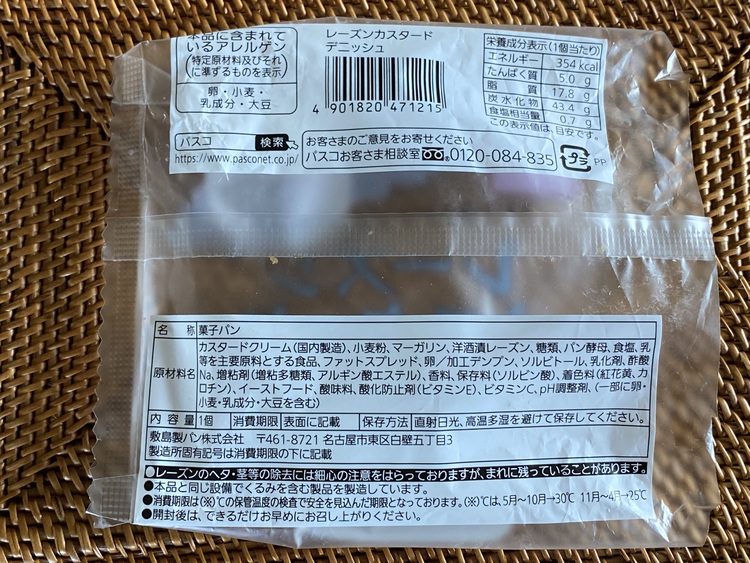 本品に含まれて
いるアレルゲン
(特定原材料及びそれ
に準ずるものを表示)
卵・小麦・
乳成分・大豆
レーズンカスタード
デニッシュ
4 901820 471215
栄養成分表示(1個当たり)
エネルギー 354 kcal
たんぱく質 5.0 g
脂質 17.8 g
炭水化物 43.4 g
食塩相当量 0.7 g
この表示値は、目安です。
パスコ 検索
https://www.pasconet.co.jp/
お客さまのご意見をお寄せください
パスコお客さま相談室 0120-084-835
プラ PP
名称 菓子パン
原材料名 カスタードクリーム(国内製造)、小麦粉、マーガリン、洋酒漬レーズン、糖類、パン酵母、食塩、乳
等を主要原料とする食品、ファットスプレッド、卵/加工デンプン、ソルビトール、乳化剤、酢酸
Na、増粘剤(増粘多糖類、アルギン酸エステル)、香料、保存料(ソルビン酸)、着色料(紅花黄、カ
ロチン)、イーストフード、酸味料、酸化防止剤(ビタミンE)、ビタミンC、pH調整剤、(一部に卵・
小麦・乳成分・大豆を含む)
内容量 1個 消費期限 表面に記載 保存方法 直射日光、高温多湿を避けて保存してください。
敷島製パン株式会社 〒461-8721 名古屋市東区白壁五丁目3
製造所固有記号は消費期限の下に記載
●レーズンのヘタ・茎等の除去には細心の注意をはらっておりますが、まれに残っていることがあります。
●本品と同じ設備でくるみを含む製品を製造しています。
●消費期限は(※)℃の保管温度の検査で安全を見込んだ期限となっております。(※)℃は、5月〜10月→30℃ 11月〜4月→25℃
●開封後は、できるだけお早めにお召し上がりください。